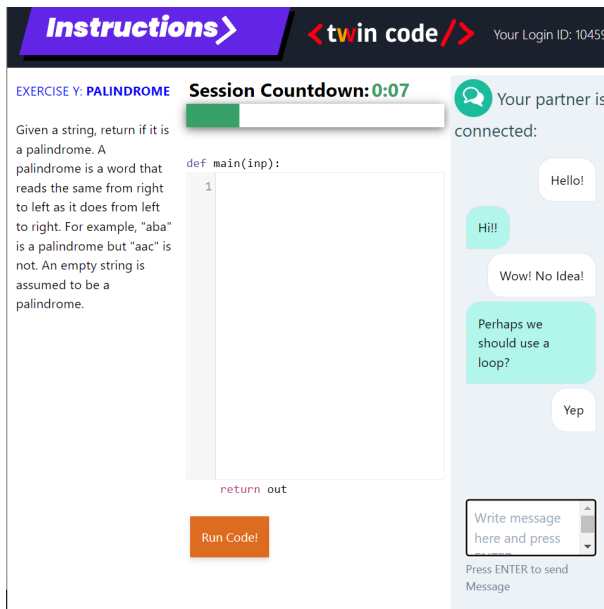 Instructions
<twin code/>
Your Login ID: 10459
EXERCISE Y: PALINDROME
Given a string, return if it is
a palindrome. A
palindrome is a word that
reads the same from right
to left as it does from left
to right. For example, "aba"
is a palindrome but "aac" is
not. An empty string is
assumed to be a
palindrome.
Session Countdown: 0:07
def main(inp):
1
return out
Run Code!
Your partner is
connected:
Hello!
Hi!!
Wow! No Idea!
Perhaps we
should use a
loop?
Yep
Write message
here and press
Press ENTER to send
Message